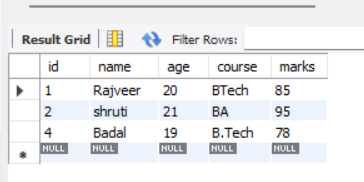 Result Grid Filter Rows:
id name age course marks
1 Rajveer 20 BTech 85
2 shruti 21 BA 95
4 Badal 19 B.Tech 78
NULL NULL NULL NULL NULL